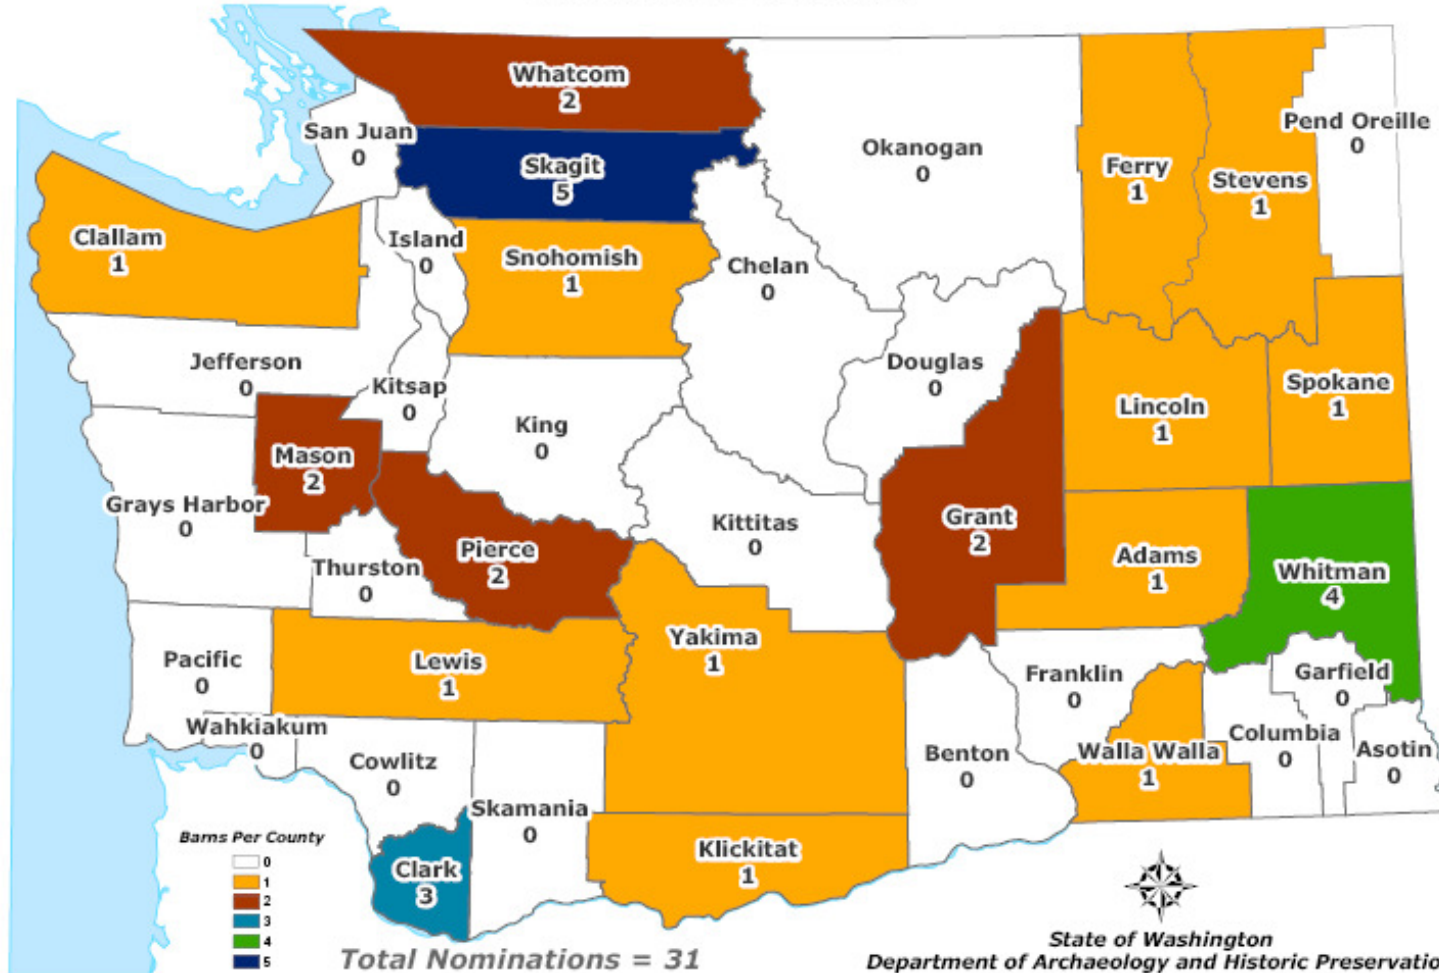 Whatcom
2
San Juan
0
Skagit
5
Okanogan
0
Ferry
1
Stevens
1
Pend Oreille
0
Clallam
1
Island
0
Snohomish
1
Chelan
0
Jefferson
0
Kitsap
0
Douglas
0
Lincoln
1
Spokane
1
King
0
Mason
2
Grays Harbor
0
Pierce
2
Kittitas
0
Grant
2
Thurston
0
Adams
1
Whitman
4
Yakima
1
Pacific
0
Lewis
1
Franklin
0
Garfield
0
Wahkiakum
0
Cowlitz
0
Benton
0
Walla Walla
1
Columbia
0
Asotin
0
Skamania
0
Clark
3
Klickitat
1
Barns Per County
0
1
2
3
4
5
Total Nominations = 31
State of Washington
Department of Archaeology and Historic Preservatio